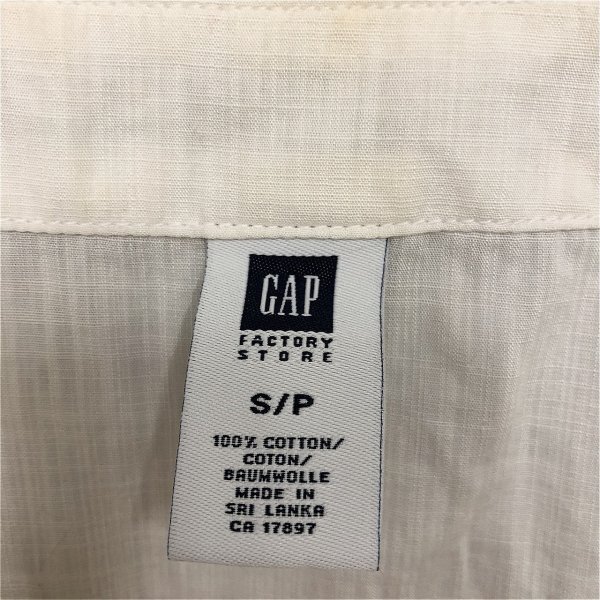 GAP
FACTORY
STORE
S/P
100% COTTON/
COTON/
BAUMWOLLE
MADE IN
SRI LANKA
CA 17897